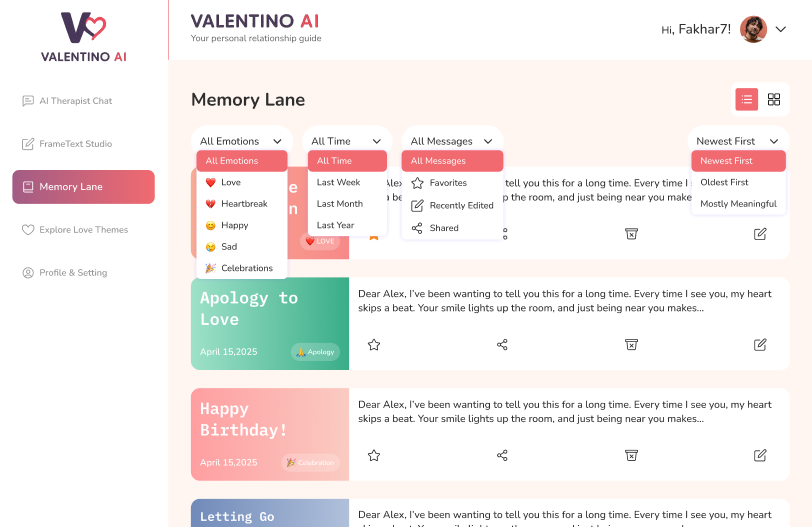 VALENTINO AI
VALENTINO AI
Your personal relationship guide
Hi, Fakhar7!
AI Therapist Chat
FrameText Studio
Memory Lane
Explore Love Themes
Profile & Setting
Memory Lane
All Emotions
All Time
All Messages
Newest First
All Emotions
Love
Heartbreak
Happy
Sad
Celebrations
All Time
Last Week
Last Month
Last Year
All Messages
Favorites
Recently Edited
Shared
Newest First
Oldest First
Mostly Meaningful
tell you this for a long time. Every time I
up the room, and just being near you make
LOVE
Apology to
Love
April 15,2025
Apology
Dear Alex, I've been wanting to tell you this for a long time. Every time I see you, my heart
skips a beat. Your smile lights up the room, and just being near you makes...
Happy
Birthday!
April 15,2025
Celebration
Dear Alex, I've been wanting to tell you this for a long time. Every time I see you, my heart
skips a beat. Your smile lights up the room, and just being near you makes...
Letting Go
Dear Alex, I've been wanting to tell you this for a long time. Every time I see you, my heart